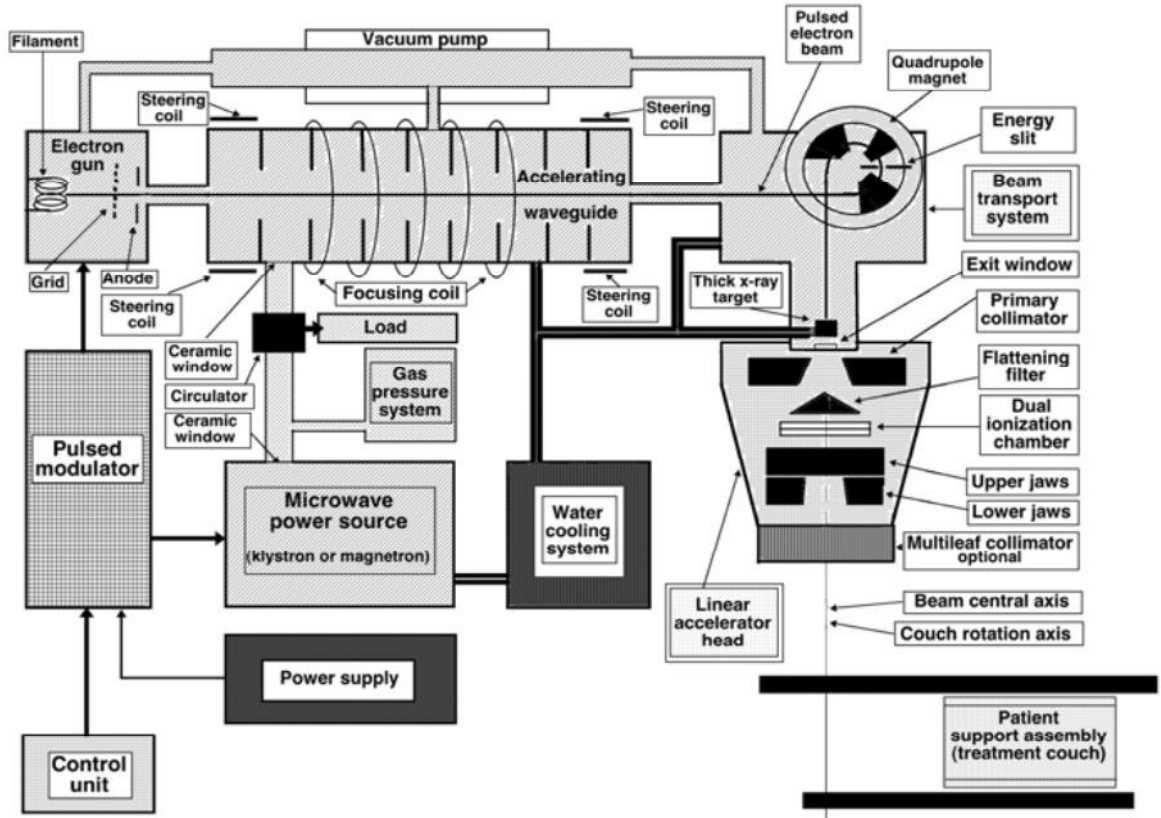 Filament
Vacuum pump
Pulsed
electron
beam
Quadrupole
magnet
Steering
coil
Steering
coil
Energy
slit
Electron
gun
Accelerating
waveguide
Beam
transport
system
Grid
Anode
Steering
coil
Focusing coil
Steering
coil
Thick x-ray
target
Exit window
Primary
collimator
Load
Ceramic
window
Circulator
Gas
pressure
system
Flattening
filter
Ceramic
window
Dual
ionization
chamber
Pulsed
modulator
Microwave
power source
(klystron or magnetron)
Water
cooling
system
Upper jaws
Lower jaws
Multileaf collimator
optional
Linear
accelerator
head
Beam central axis
Couch rotation axis
Power supply
Patient
support assembly
(treatment couch)
Control
unit